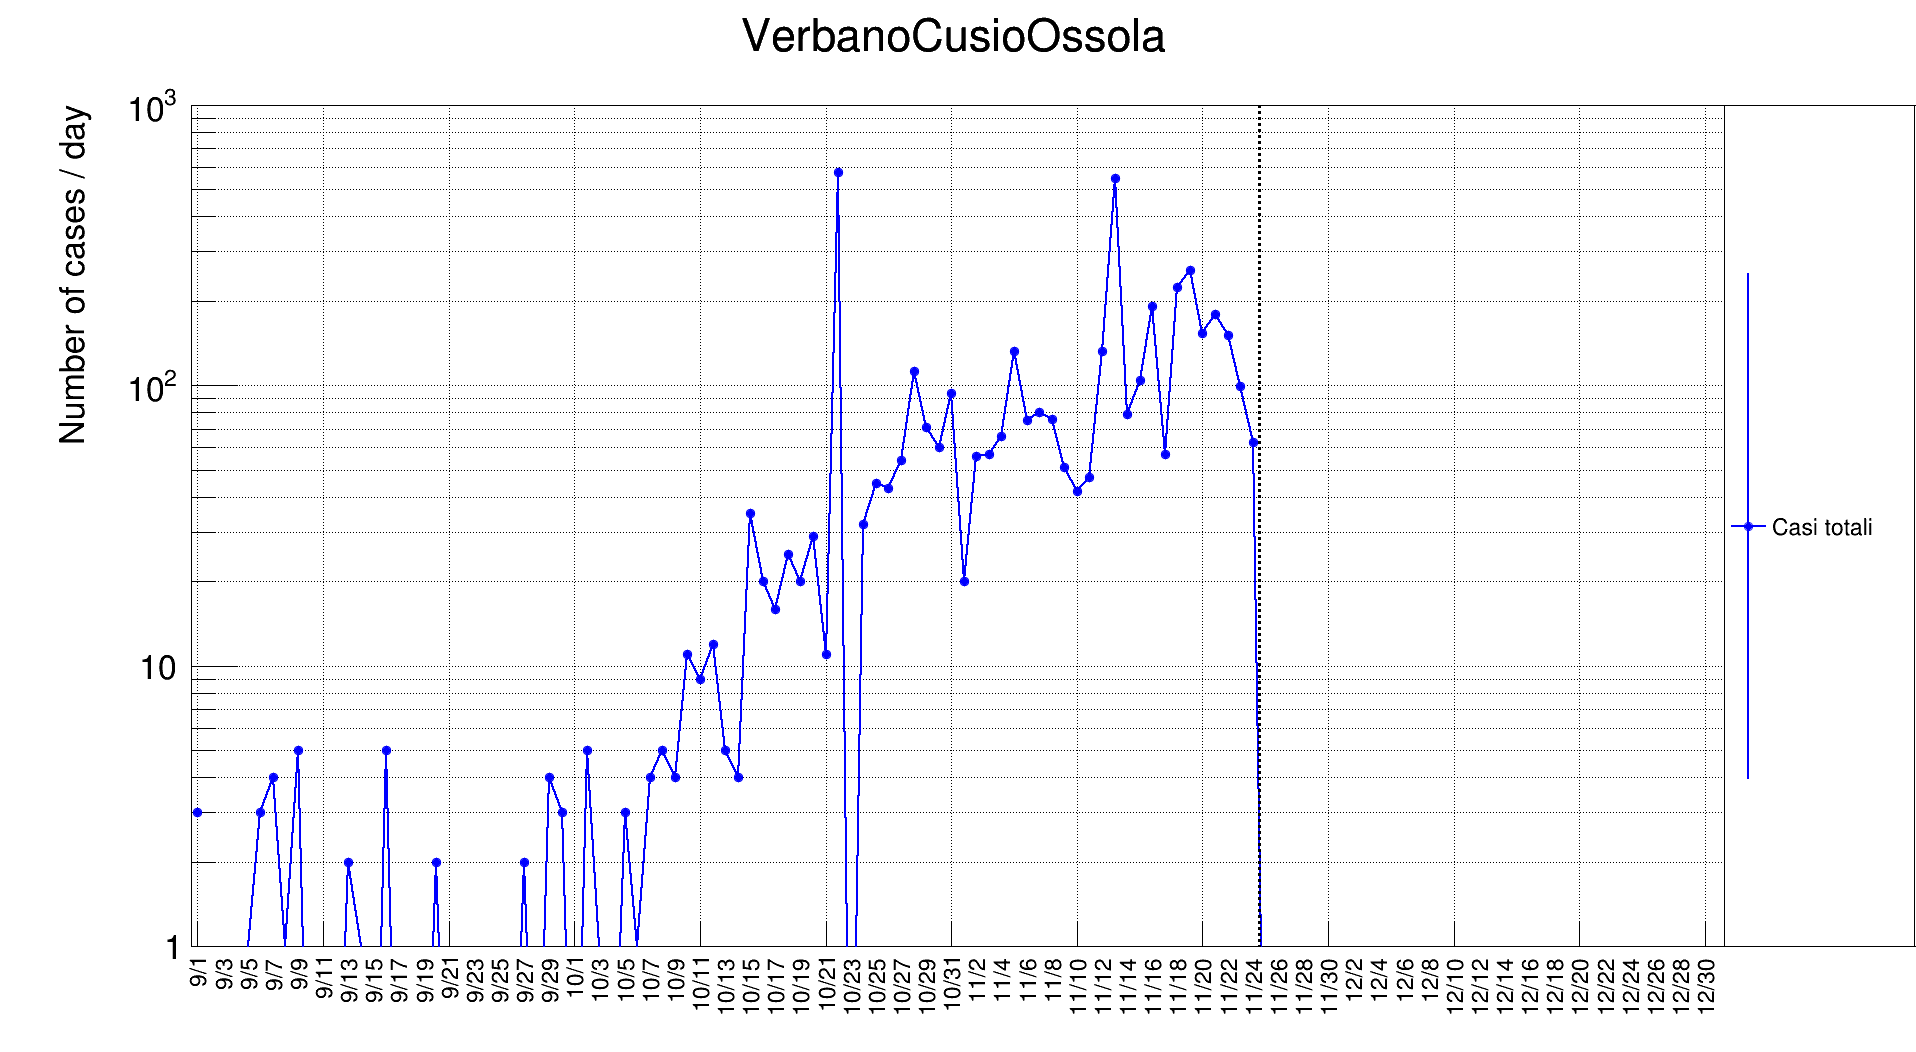 VerbanoCusioOssola
Number of cases / day
10³
10²
10
1
9/1 9/3 9/5 9/7 9/9 9/11 9/13 9/15 9/17 9/19 9/21 9/23 9/25 9/27 9/29 10/1 10/3 10/5 10/7 10/9 10/11 10/13 10/15 10/17 10/19 10/21 10/23 10/25 10/27 10/29 10/31 11/2 11/4 11/6 11/8 11/10 11/12 11/14 11/16 11/18 11/20 11/22 11/24 11/26 11/28 11/30 12/2 12/4 12/6 12/8 12/10 12/12 12/14 12/16 12/18 12/20 12/22 12/24 12/26 12/28 12/30
Casi totali